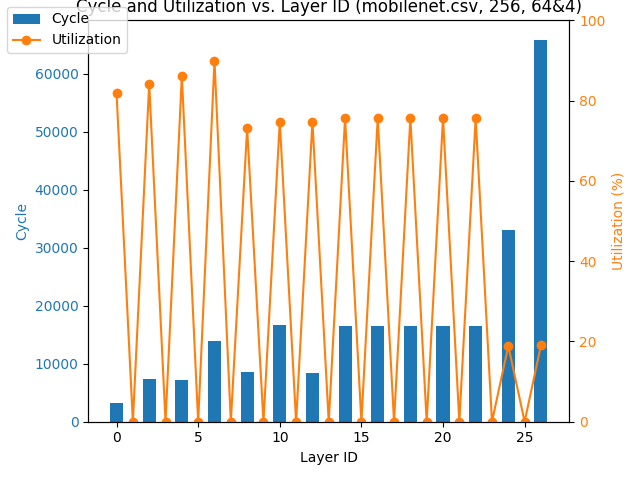 Cycle and Utilization vs. Layer ID (mobilenet.csv, 256, 64&4)
Cycle
Utilization
60000
50000
40000
30000
20000
10000
0
Cycle
100
80
60
40
20
0
Utilization (%)
0 5 10 15 20 25
Layer ID